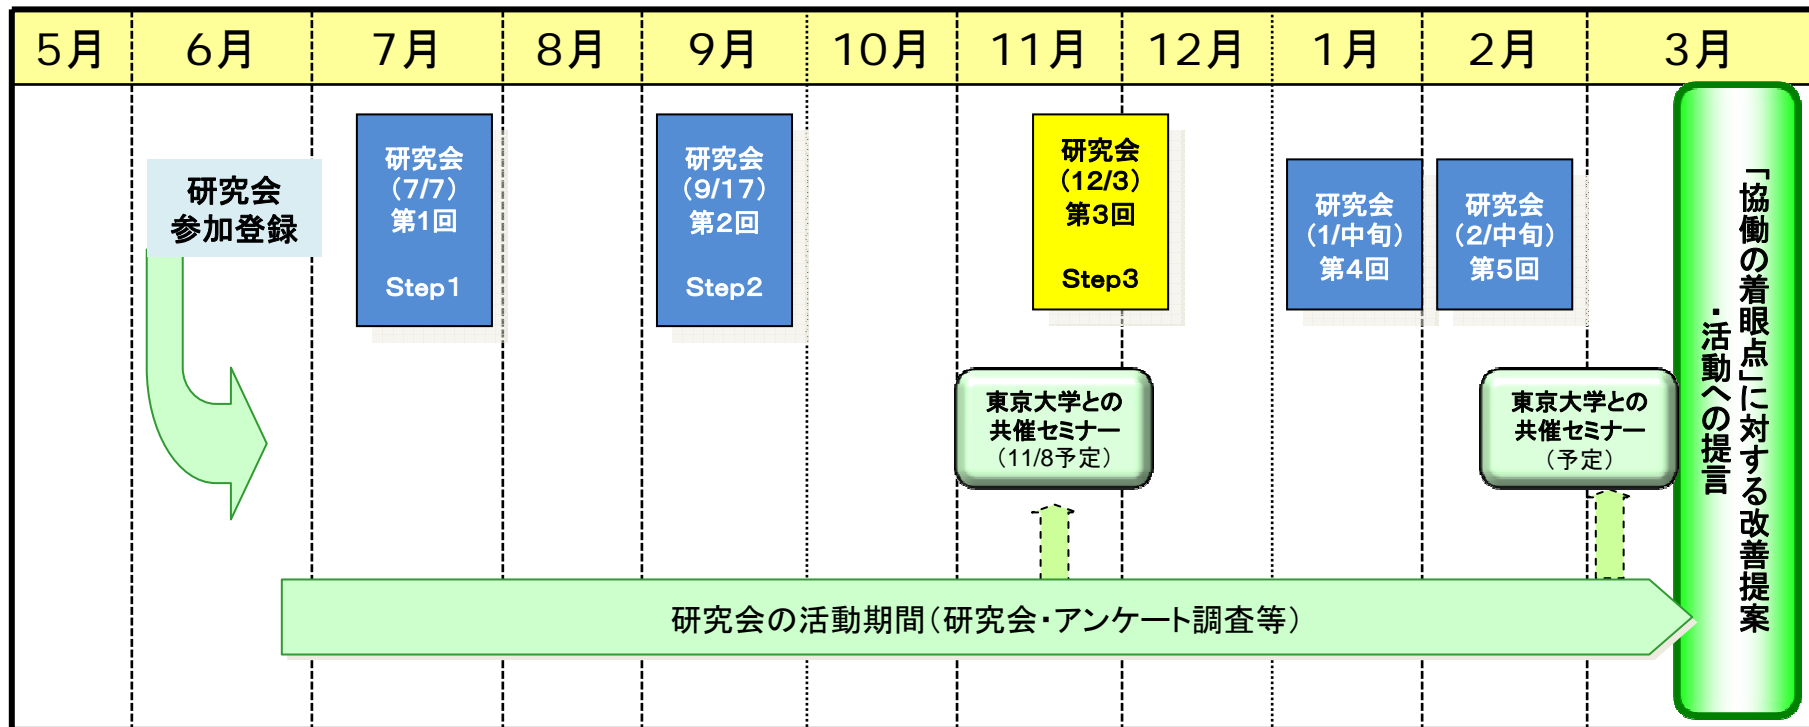 5月 6月 7月 8月 9月 10月 11月 12月 1月 2月 3月
研究会
参加登録
研究会
(7/7)
第1回
Step1
研究会
(9/17)
第2回
Step2
研究会
(12/3)
第3回
Step3
研究会
(1/中旬)
第4回
研究会
(2/中旬)
第5回
東京大学との
共催セミナー
(11/8予定)
東京大学との
共催セミナー
(予定)
研究会の活動期間(研究会・アンケート調査等)
「協働の着眼点」に対する改善提案
・活動への提言